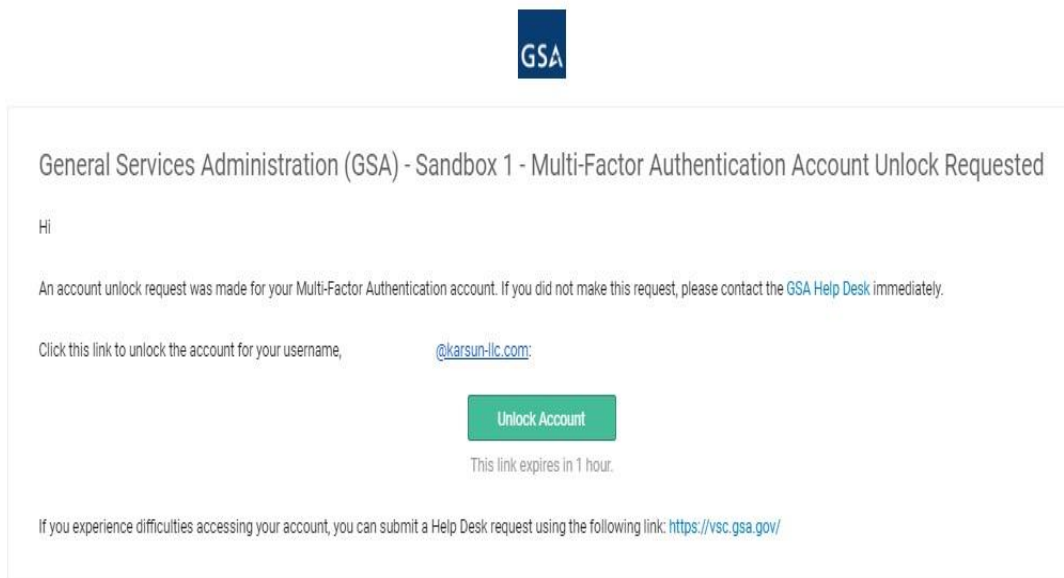 GSA
General Services Administration (GSA) - Sandbox 1 - Multi-Factor Authentication Account Unlock Requested
Hi
An account unlock request was made for your Multi-Factor Authentication account. If you did not make this request, please contact the GSA Help Desk immediately.
Click this link to unlock the account for your username, @karsun-llc.com:
Unlock Account
This link expires in 1 hour.
If you experience difficulties accessing your account, you can submit a Help Desk request using the following link: https://vsc.gsa.gov/